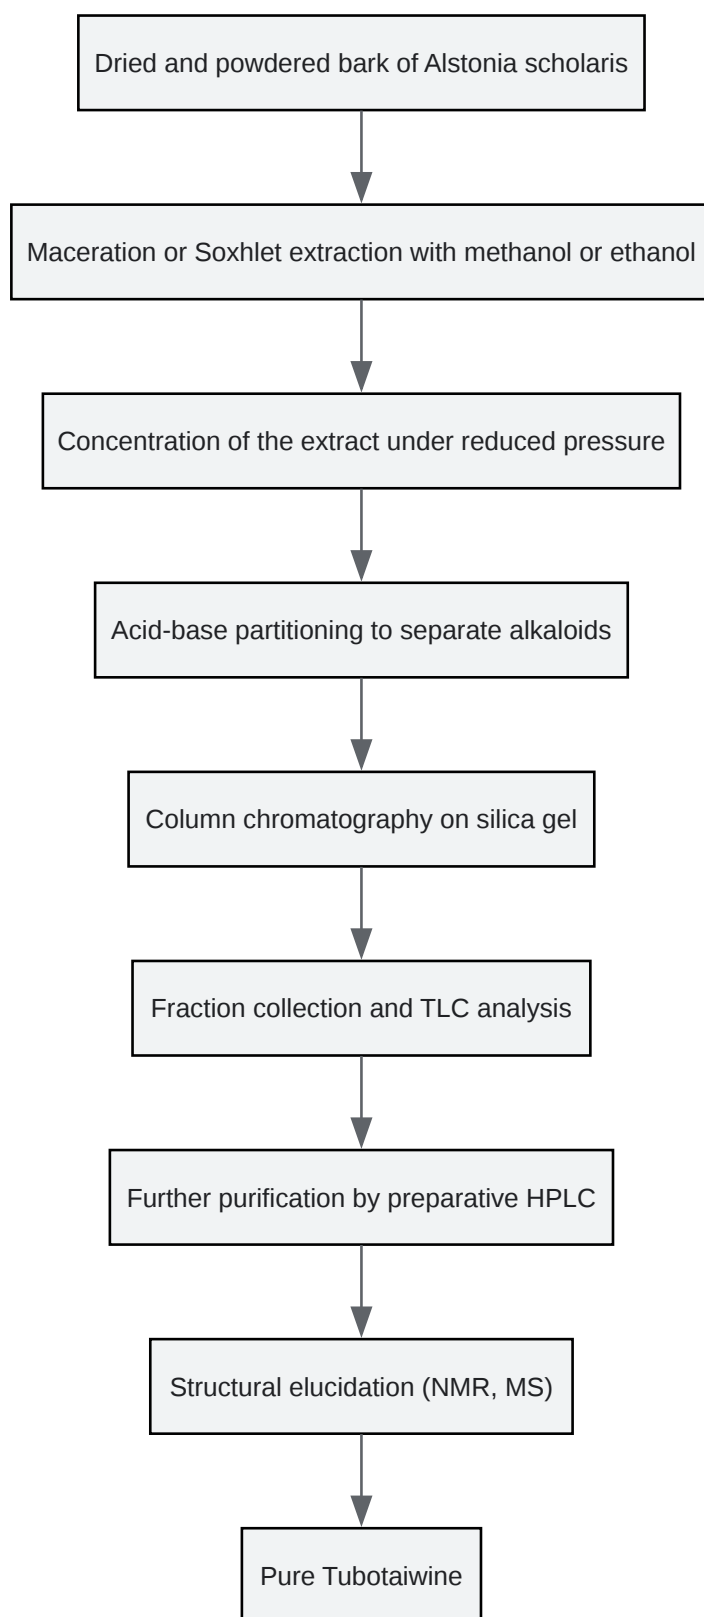 Dried and powdered bark of Alstonia scholaris
Maceration or Soxhlet extraction with methanol or ethanol
Concentration of the extract under reduced pressure
Acid-base partitioning to separate alkaloids
Column chromatography on silica gel
Fraction collection and TLC analysis
Further purification by preparative HPLC
Structural elucidation (NMR, MS)
Pure Tubotaiwine